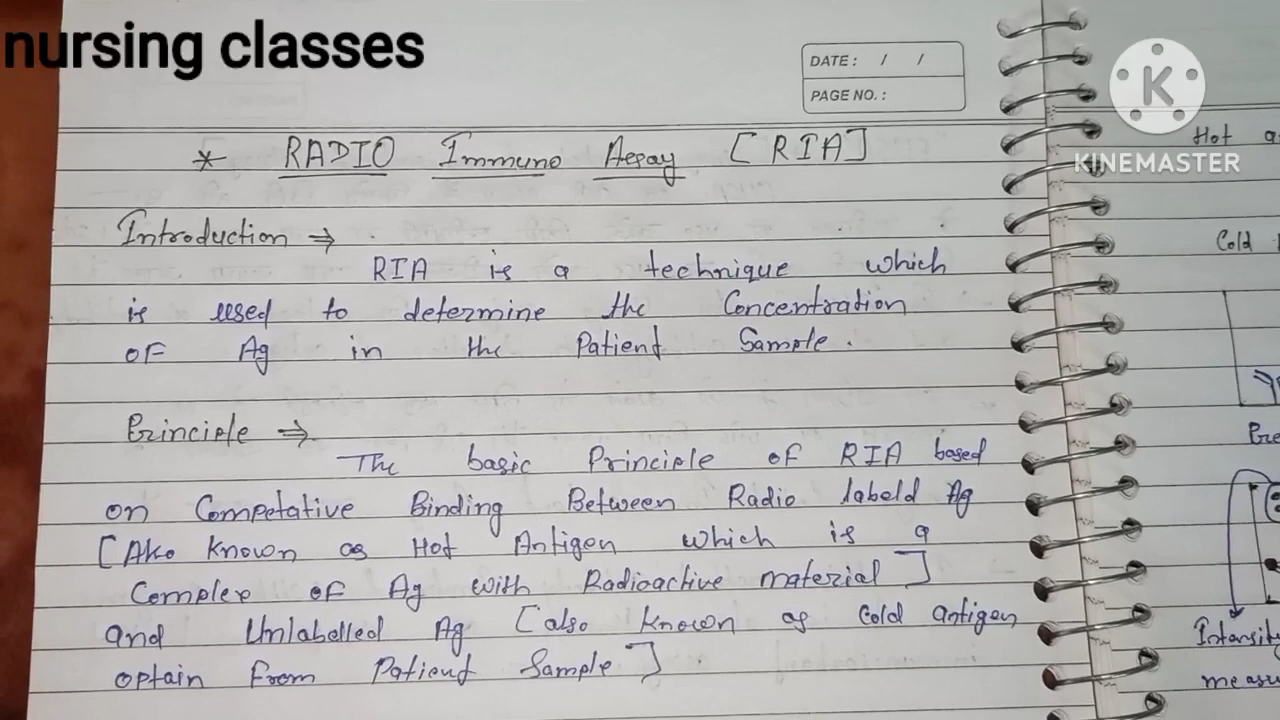 nursing classes
DATE: / /
PAGE NO.:
KINEMASTER
* RADIO Immuno Assay [RIA]
Introduction ⇒
RIA is a technique which
is used to determine the Concentration
of Ag in the Patient Sample.
Principle ⇒
The basic Principle of RIA based
on Competative Binding Between Radio labeld Ag
[Also Known as Hot Antigen which is a
Complex of Ag with Radioactive material]
and Unlabelled Ag [also known as cold antigen
optain from Patient Sample]
Hot
Cold
Intensity